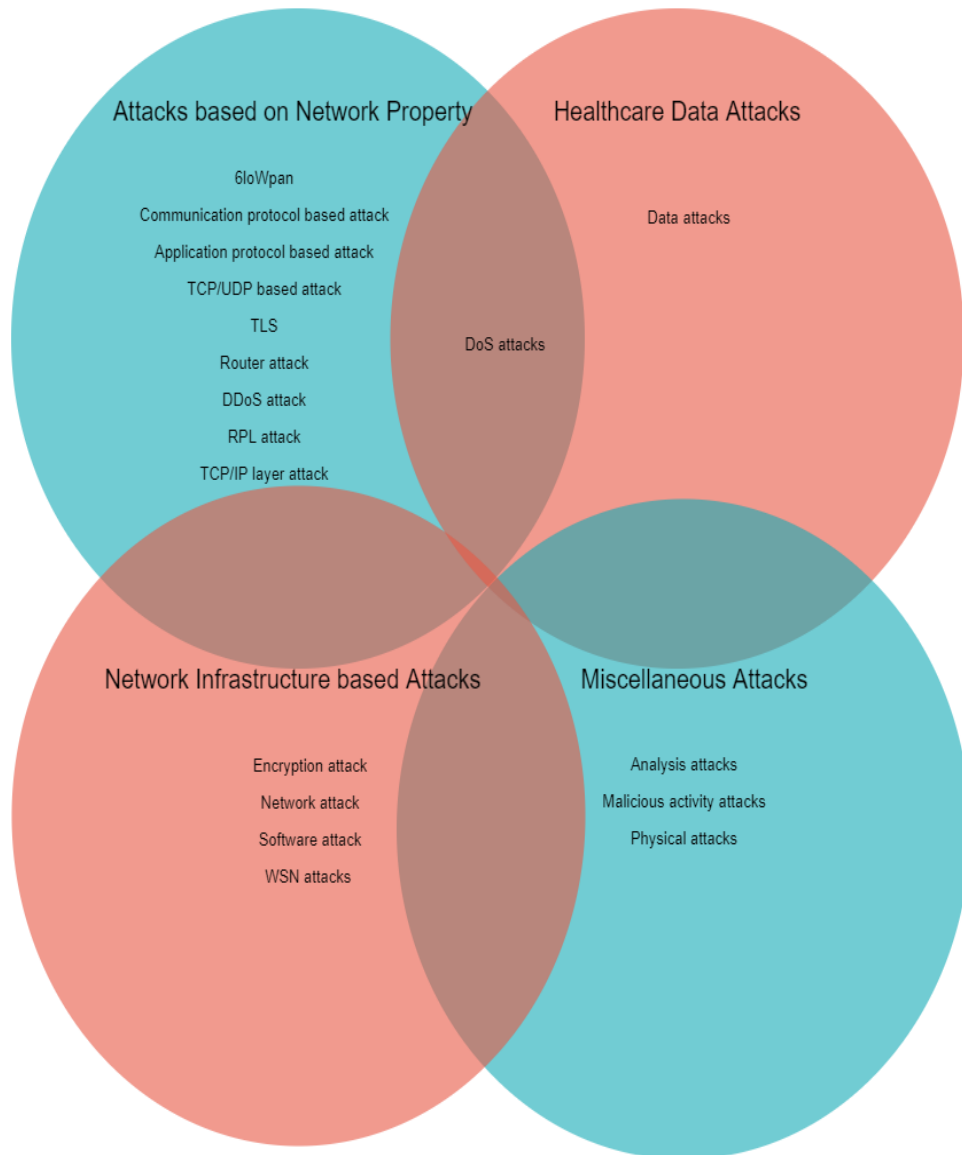 Attacks based on Network Property
6loWpan
Communication protocol based attack
Application protocol based attack
TCP/UDP based attack
TLS
Router attack
DDoS attack
RPL attack
TCP/IP layer attack
Healthcare Data Attacks
Data attacks
DoS attacks
Network Infrastructure based Attacks
Encryption attack
Network attack
Software attack
WSN attacks
Miscellaneous Attacks
Analysis attacks
Malicious activity attacks
Physical attacks